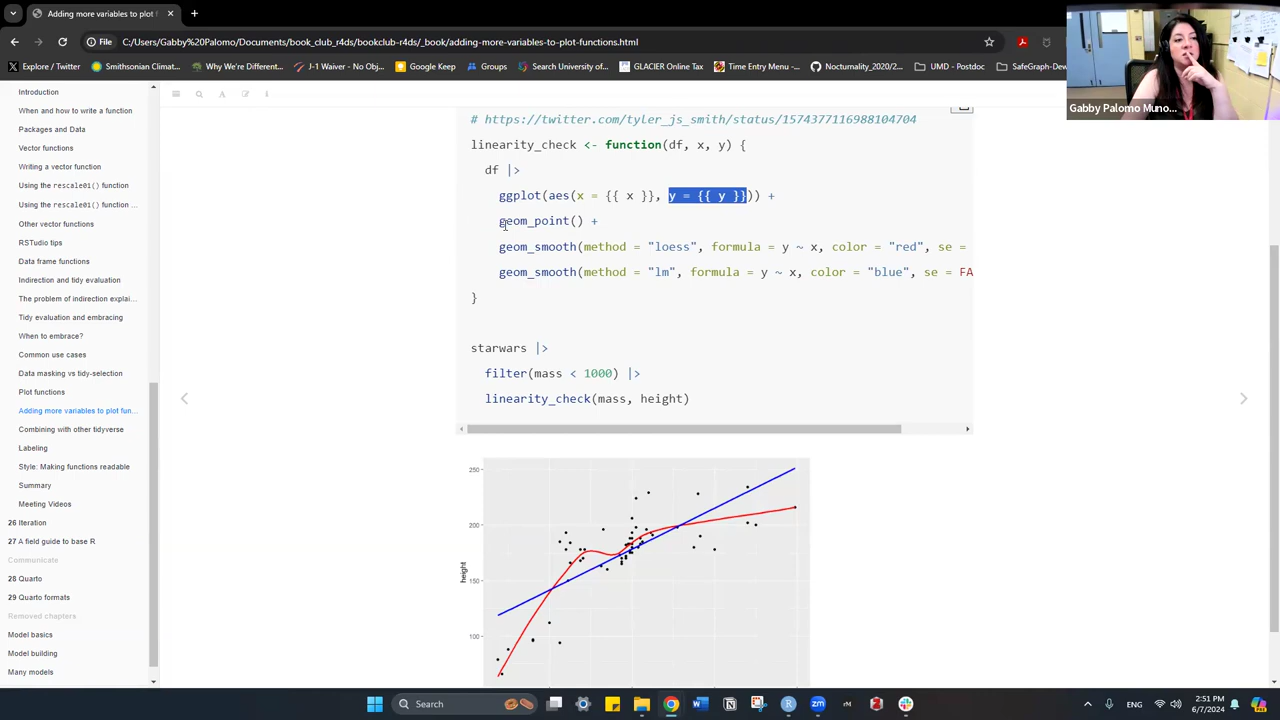 Adding more variables to plot f
File C:/Users/Gabby%20Palomo/Documents/book_club_r4ds/bookclub-r4ds/_book/adding-more-variables-to-plot-functions.html
Explore / Twitter
Smithsonian Climat...
Why We're Different...
J-1 Waiver - No Obj...
Google Keep
Poverty and Inequal...
GLUEON Online Tax
Time Entry Menu -...
Nocturnality_2020/2...
UMD - Postdoc
SafeGraph-Dewe
Gabby Palomo Muno...
Introduction
When and how to write a function
Packages and Data
Vector functions
Writing a vector function
Using the rescale01() function
Using the rescale01() function ...
Other vector functions
RSTudio tips
Data frame functions
Indirection and tidy evaluation
The problem of indirection explai...
Tidy evaluation and embracing
When to embrace?
Common use cases
Data masking vs tidy-selection
Plot functions
Adding more variables to plot fun...
Combining with other tidyverse
Labeling
Style: Making functions readable
Summary
Meeting Videos
26 Iteration
27 A field guide to base R
Communicate
28 Quarto
29 Quarto formats
Removed chapters
Model basics
Model building
Many models
# https://twitter.com/tyler_js_smith/status/1574377116988104704
linearity_check <- function(df, x, y) {
df |>
ggplot(aes(x = {{ x }}, y = {{ y }})) +
geom_point() +
geom_smooth(method = "loess", formula = y ~ x, color = "red", se =
geom_smooth(method = "lm", formula = y ~ x, color = "blue", se = FA
}
starwars |>
filter(mass < 1000) |>
linearity_check(mass, height)
250
200
150
100
height
Search
ENG
2:51 PM
6/7/2024